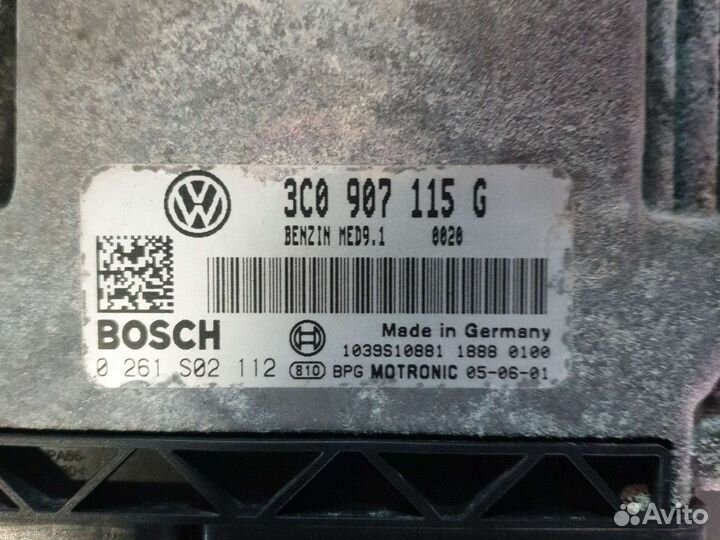 3C0 907 115 G
BENZIN MED9.1 0020
BOSCH
Made in Germany
1039S10881 1888 0100
0 261 S02 112 810 BPG MOTRONIC 05-06-01
Avito